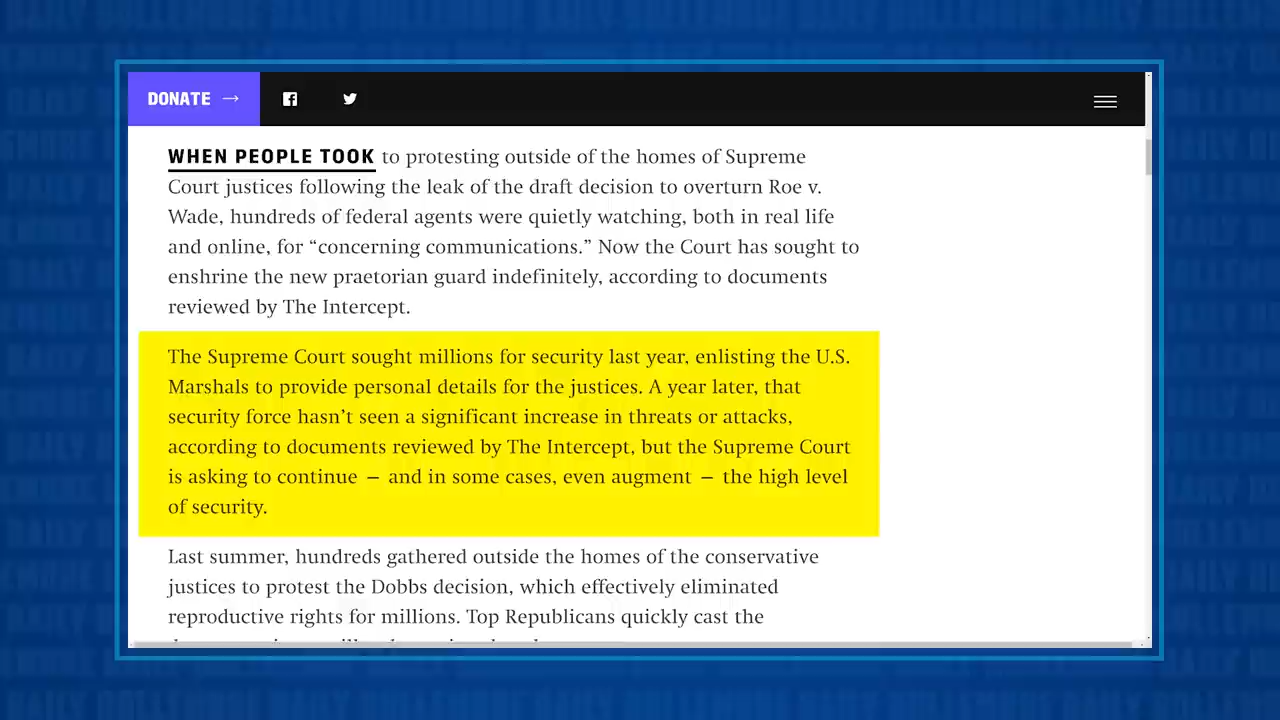 DONATE →
WHEN PEOPLE TOOK to protesting outside of the homes of Supreme
Court justices following the leak of the draft decision to overturn Roe v.
Wade, hundreds of federal agents were quietly watching, both in real life
and online, for “concerning communications.” Now the Court has sought to
enshrine the new praetorian guard indefinitely, according to documents
reviewed by The Intercept.
The Supreme Court sought millions for security last year, enlisting the U.S.
Marshals to provide personal details for the justices. A year later, that
security force hasn’t seen a significant increase in threats or attacks,
according to documents reviewed by The Intercept, but the Supreme Court
is asking to continue — and in some cases, even augment — the high level
of security.
Last summer, hundreds gathered outside the homes of the conservative
justices to protest the Dobbs decision, which effectively eliminated
reproductive rights for millions. Top Republicans quickly cast the